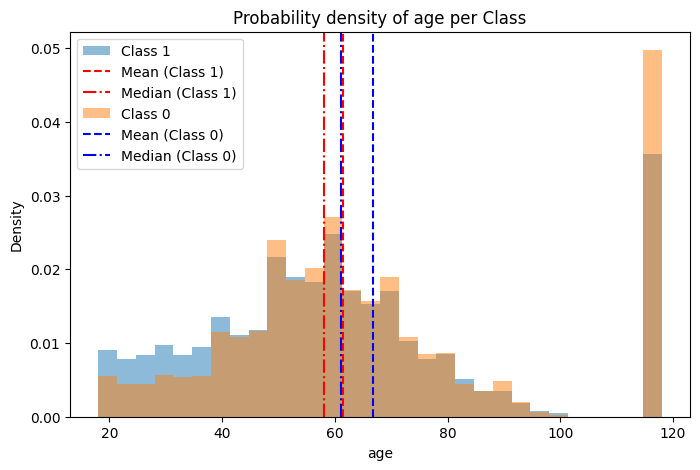 Probability density of age per Class
Class 1
Mean (Class 1)
Median (Class 1)
Class 0
Mean (Class 0)
Median (Class 0)
Density
0.05
0.04
0.03
0.02
0.01
0.00
20
40
60
80
100
120
age